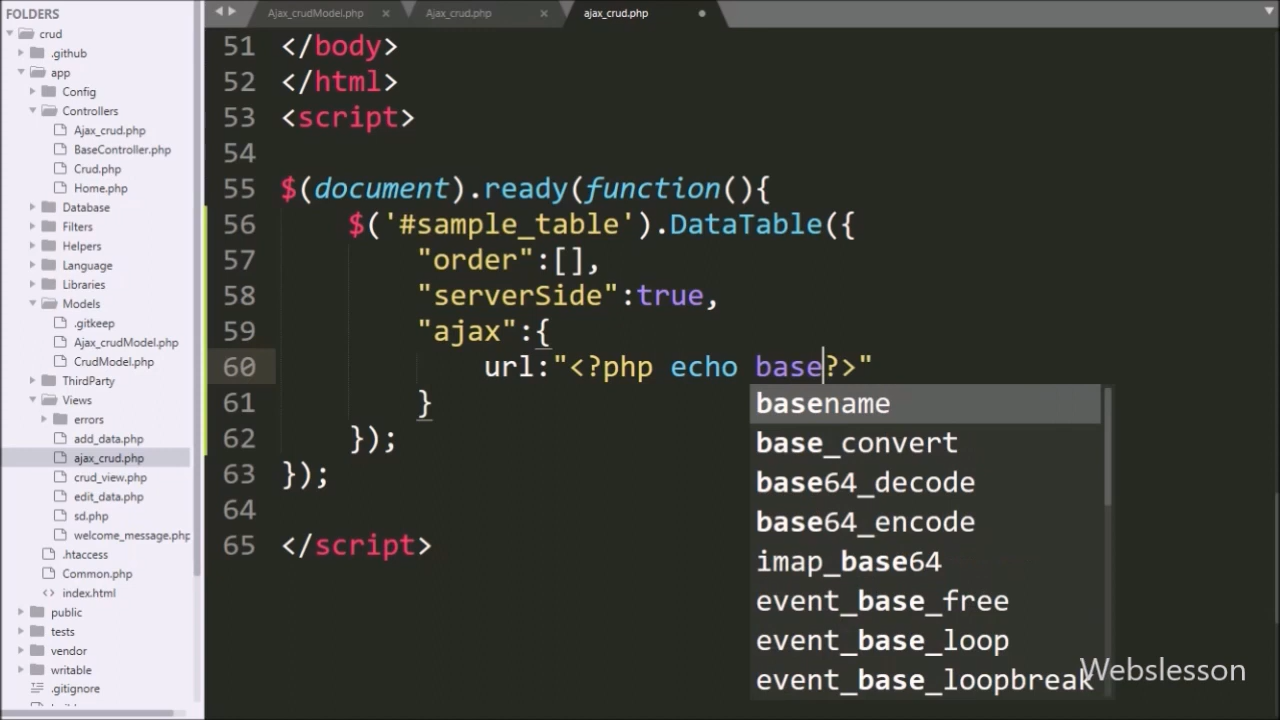 FOLDERS
crud
.github
app
Config
Controllers
Ajax_crud.php
BaseController.php
Crud.php
Home.php
Database
Filters
Helpers
Language
Libraries
Models
.gitkeep
Ajax_crudModel.php
CrudModel.php
ThirdParty
Views
errors
add_data.php
ajax_crud.php
crud_view.php
edit_data.php
sd.php
welcome_message.php
.htaccess
Common.php
index.html
public
tests
vendor
writable
.gitignore
Ajax_crudModel.php × Ajax_crud.php × ajax_crud.php
51 </body>
52 </html>
53 <script>
54
55 $(document).ready(function(){
56 $('#sample_table').DataTable({
57 "order":[],
58 "serverSide":true,
59 "ajax":{
60 url:"<?php echo base?>"
61 }
62 });
63 });
64
65 </script>
basename
base_convert
base64_decode
base64_encode
imap_base64
event_base_free
event_base_loop
event_base_loopbreak
Webslesson